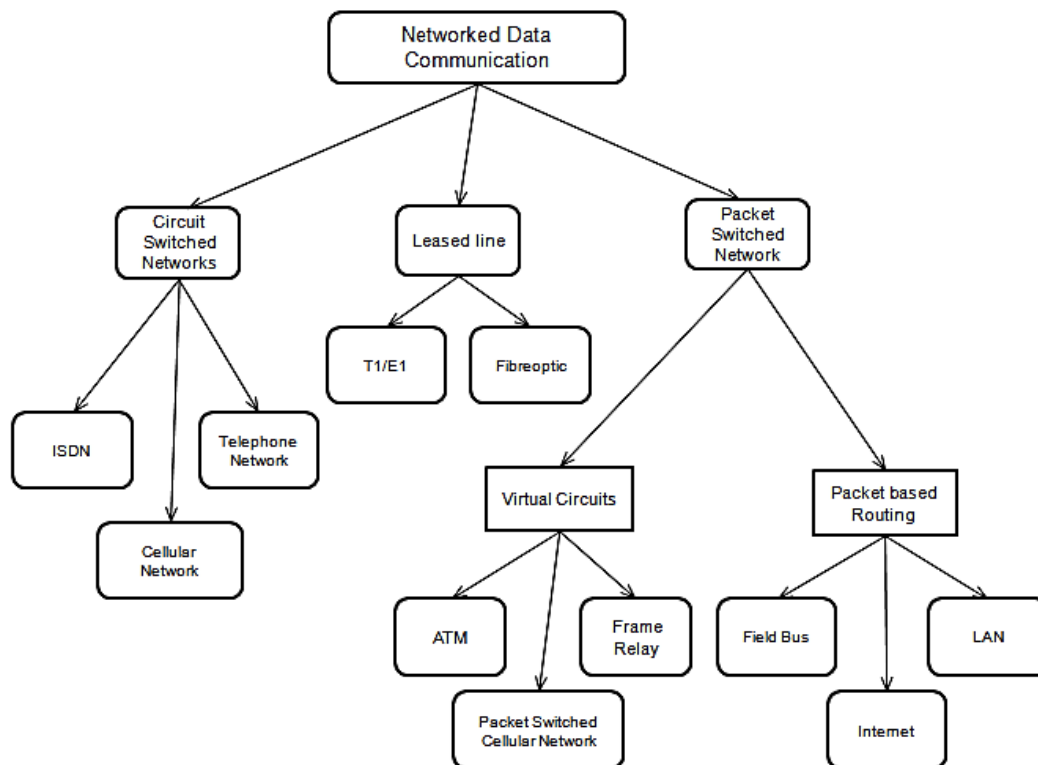 Networked Data
Communication
Circuit
Switched
Networks
Leased line
Packet
Switched
Network
T1/E1
Fibreoptic
ISDN
Telephone
Network
Cellular
Network
Virtual Circuits
Packet based
Routing
ATM
Frame
Relay
Packet Switched
Cellular Network
Field Bus
LAN
Internet